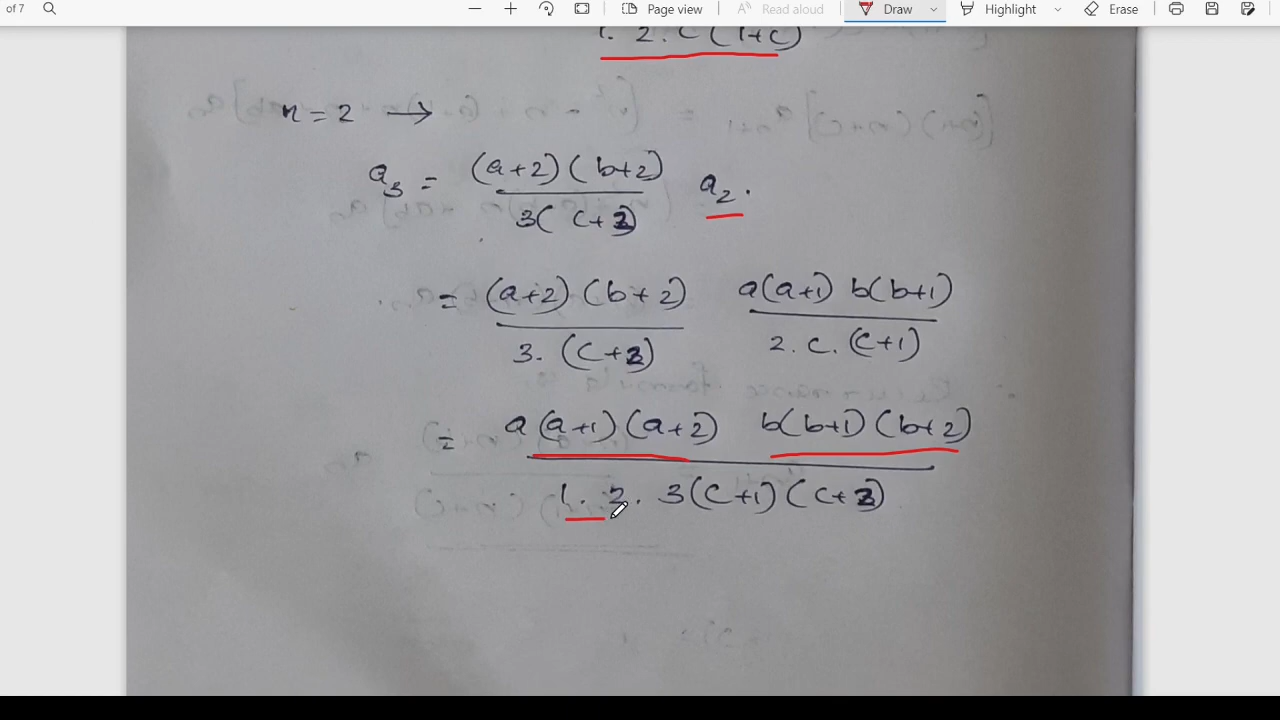 of 7 Page view Read aloud Draw Highlight Erase
1. 2. c (1+c)
n = 2 →
a₃ = (a+2)(b+2) / 3(c+2) a₂.
= (a+2)(b+2) / 3.(c+2) a(a+1) b(b+1) / 2.c.(c+1)
= a(a+1)(a+2) b(b+1)(b+2) / 1. 2. 3(c+1)(c+2)